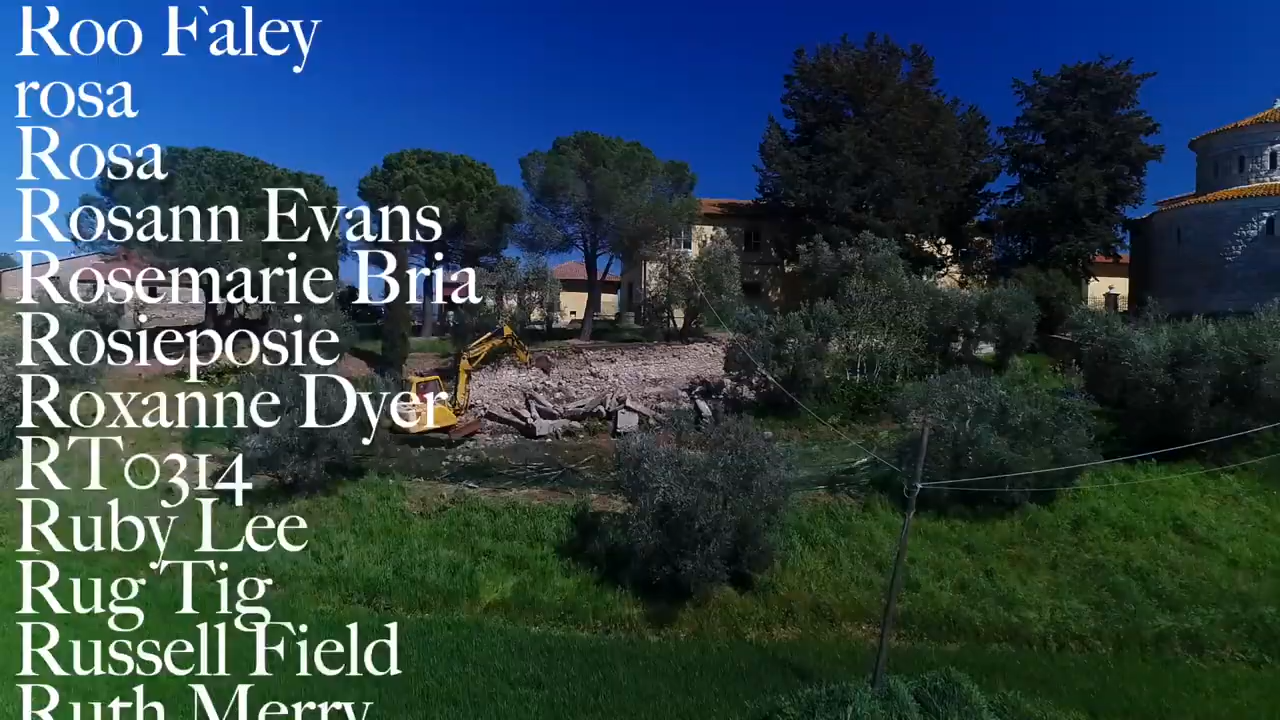 Roo Faley
rosa
Rosa
Rosann Evans
Rosemarie Bria
Rosieposie
Roxanne Dyer
RT0314
Ruby Lee
Rug Tig
Russell Field
Ruth Merry